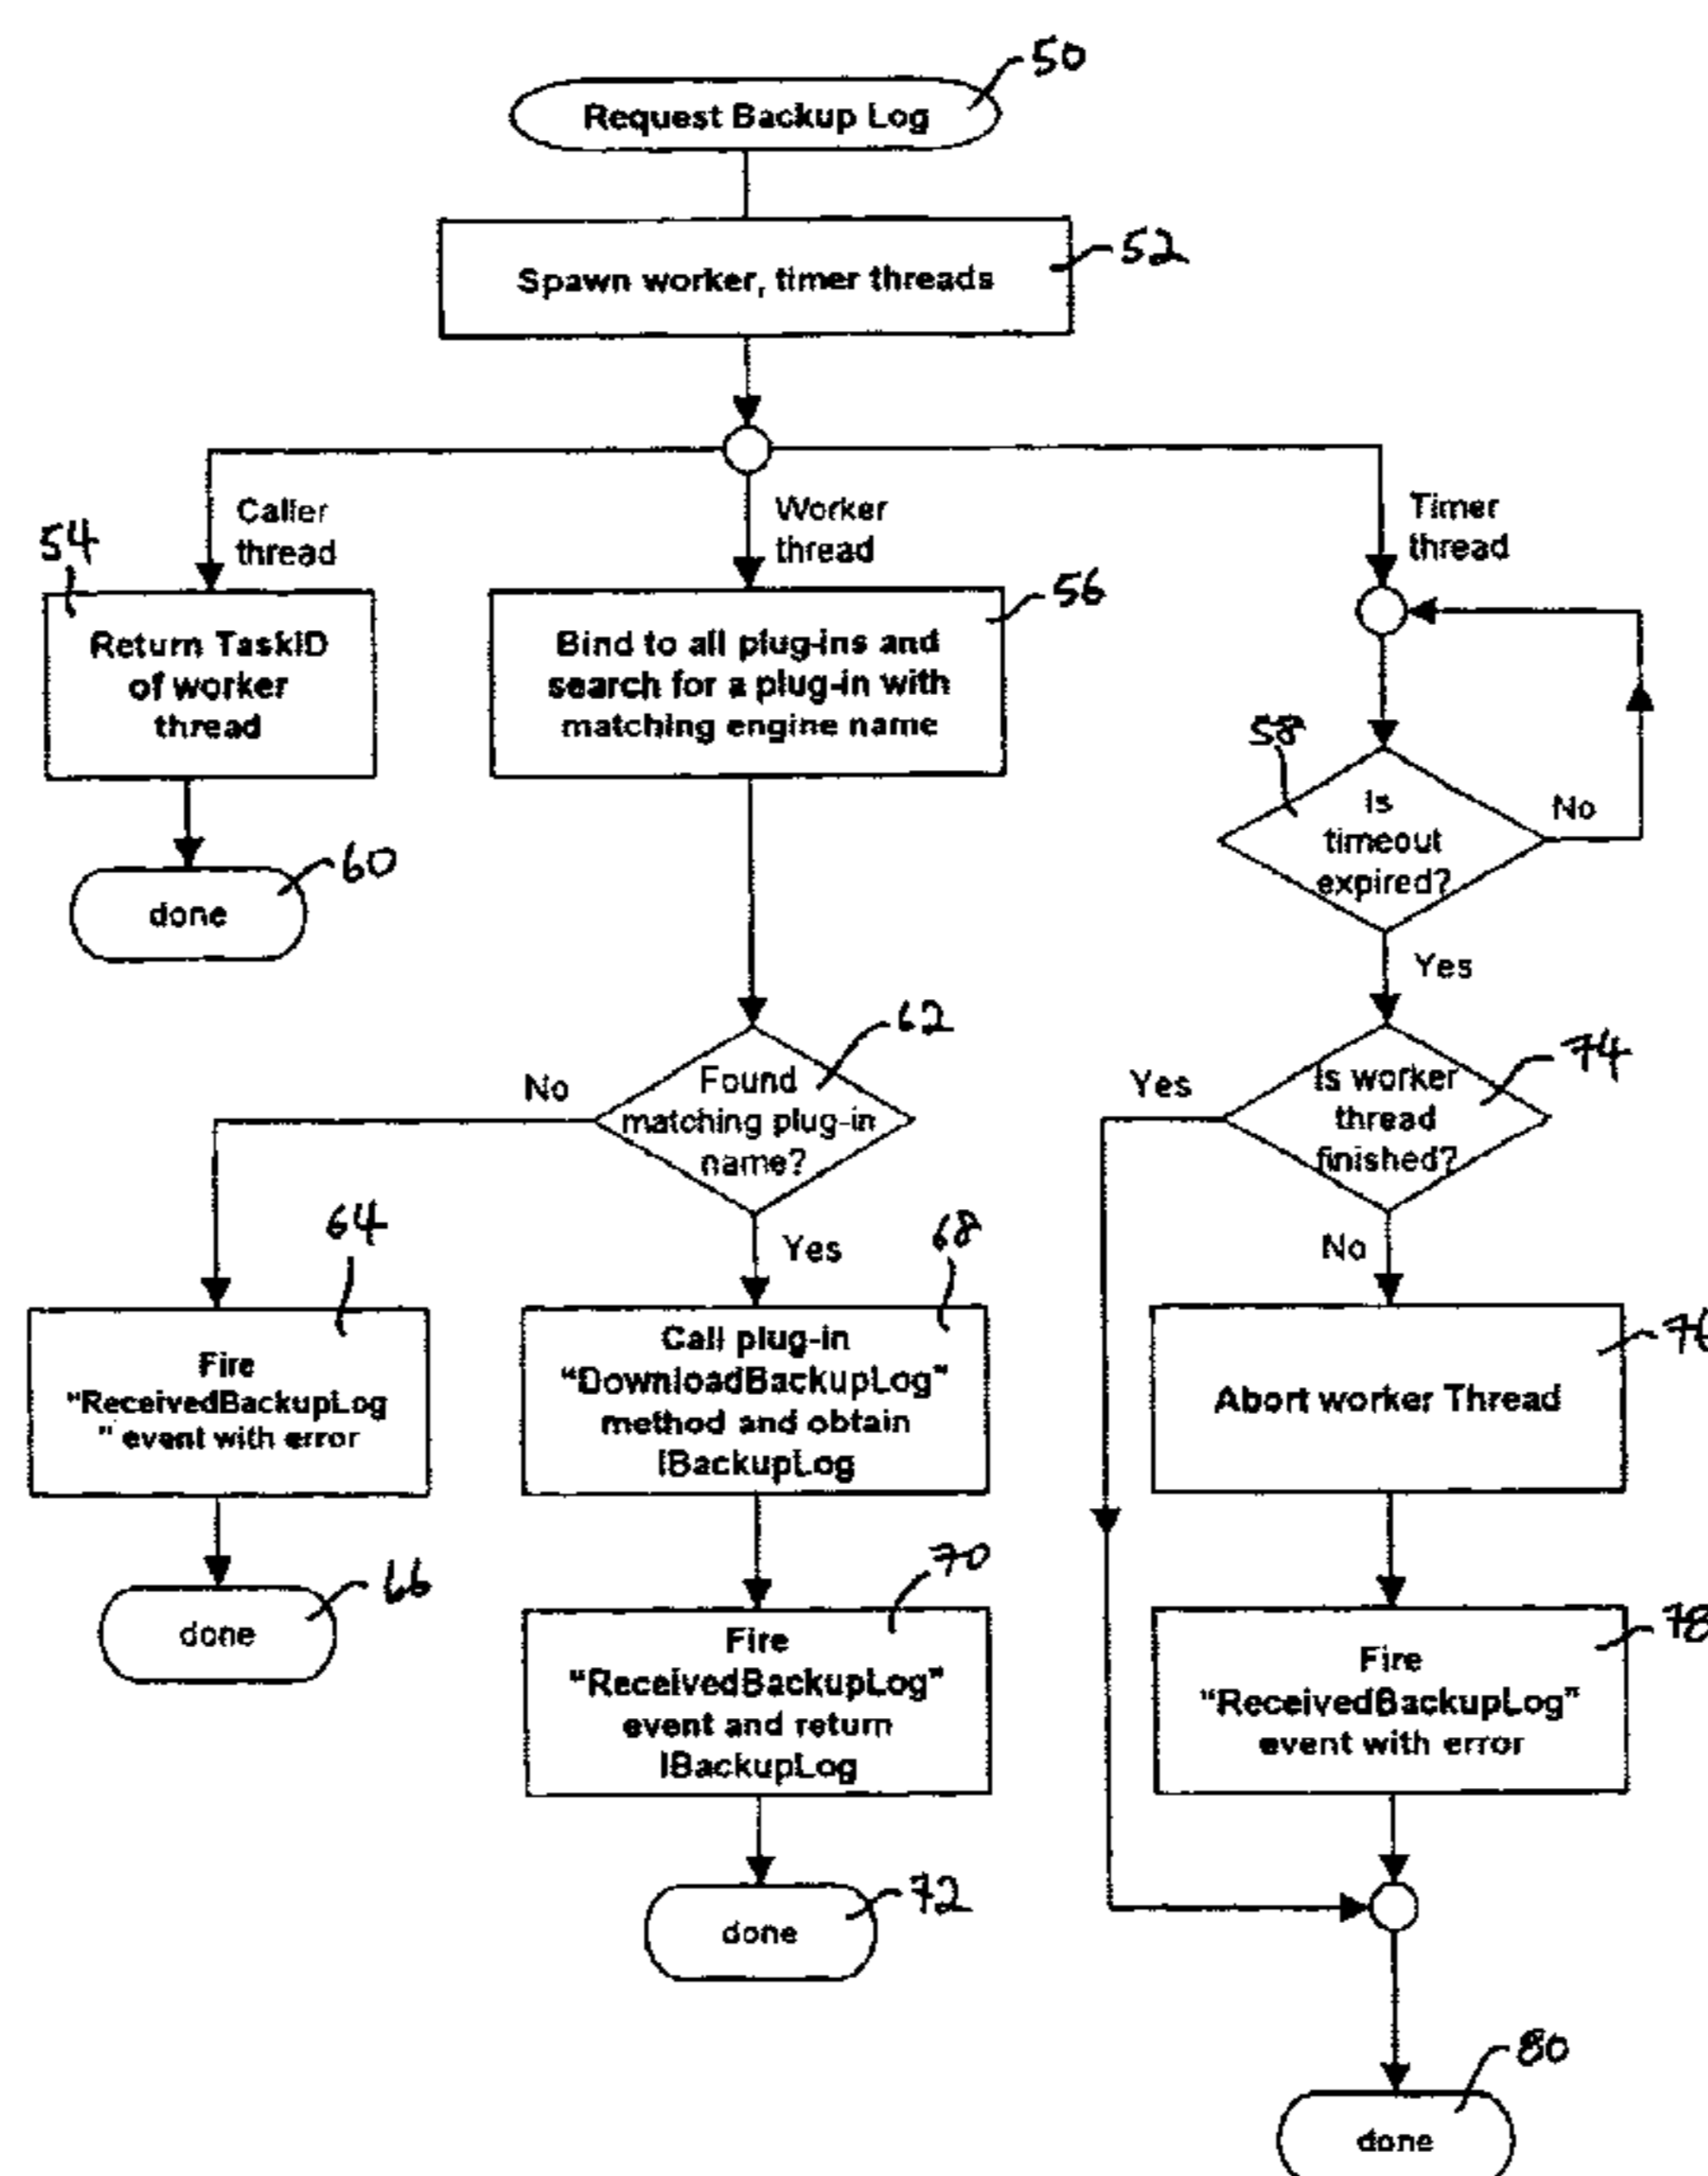 50
Request Backup Log
52
Spawn worker, timer threads
Caller
thread
Worker
thread
Timer
thread
54
Return TaskID
of worker
thread
56
Bind to all plug-ins and
search for a plug-in with
matching engine name
58
Is
timeout
expired?
No
Yes
60
done
62
Found
matching plug-in
name?
No
Yes
74
Is worker
thread
finished?
Yes
No
64
Fire
"ReceivedBackupLog
" event with error
68
Call plug-in
"DownloadBackupLog"
method and obtain
IBackupLog
76
Abort worker Thread
66
done
70
Fire
"ReceivedBackupLog"
event and return
IBackupLog
78
Fire
"ReceivedBackupLog"
event with error
72
done
80
done